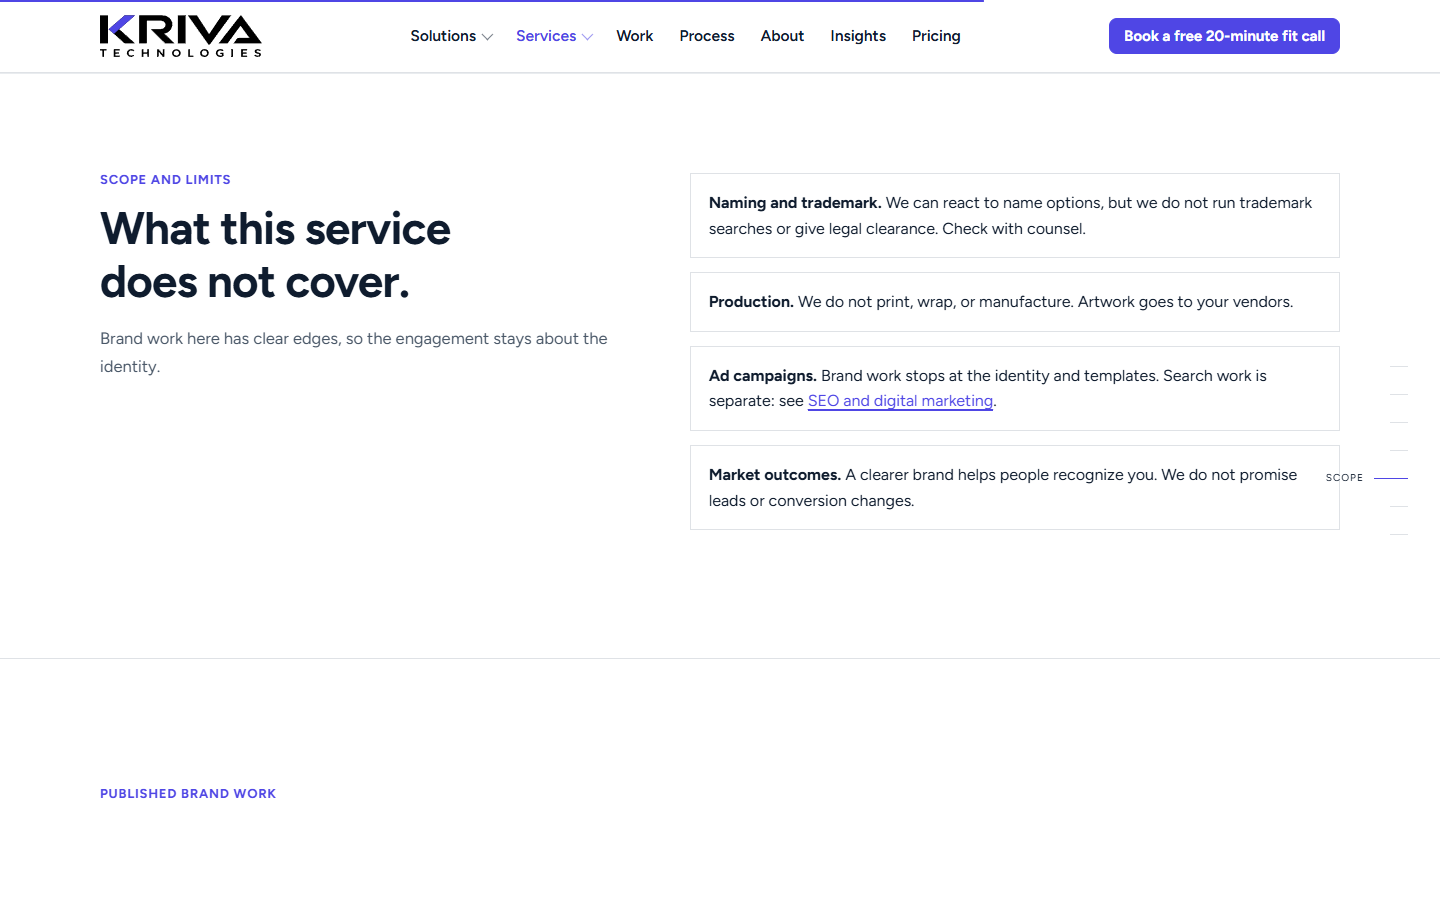 KRIVA
TECHNOLOGIES
Solutions
Services
Work
Process
About
Insights
Pricing
Book a free 20-minute fit call
SCOPE AND LIMITS
What this service
does not cover.
Brand work here has clear edges, so the engagement stays about the
identity.
Naming and trademark. We can react to name options, but we do not run trademark
searches or give legal clearance. Check with counsel.
Production. We do not print, wrap, or manufacture. Artwork goes to your vendors.
Ad campaigns. Brand work stops at the identity and templates. Search work is
separate: see SEO and digital marketing.
Market outcomes. A clearer brand helps people recognize you. We do not promise
leads or conversion changes.
SCOPE
PUBLISHED BRAND WORK